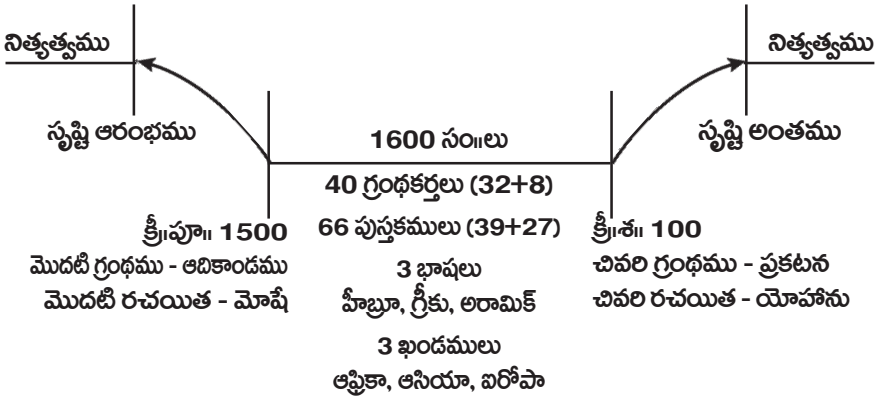 నిత్యత్వము
నిత్యత్వము
సృష్టి ఆరంభము
సృష్టి అంతము
1600 సం॥లు
40 గ్రంథకర్తలు (32+8)
66 పుస్తకములు (39+27)
3 భాషలు
హీబ్రూ, గ్రీకు, అరామిక్
3 ఖండములు
ఆఫ్రికా, ఆసియా, ఐరోపా
క్రీ॥పూ॥ 1500
మొదటి గ్రంథము - ఆదికాండము
మొదటి రచయిత - మోషే
క్రీ॥శ॥ 100
చివరి గ్రంథము - ప్రకటన
చివరి రచయిత - యోహాను